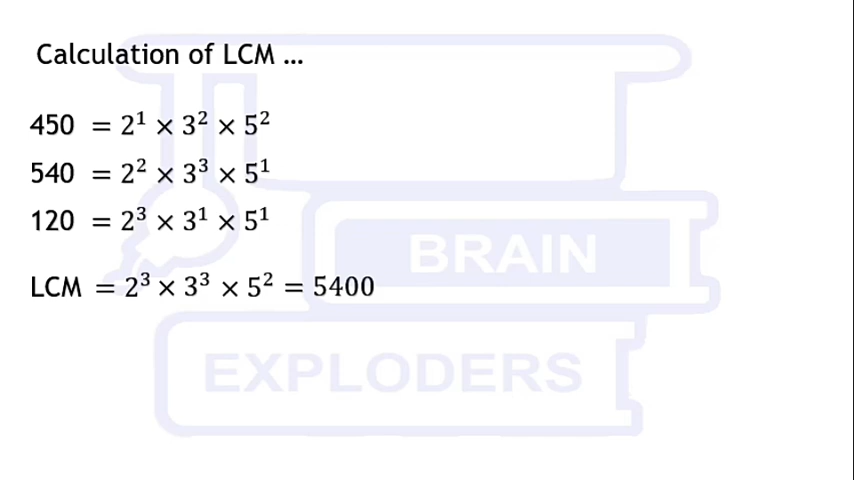 Calculation of LCM ...
450 = 2¹ × 3² × 5²
540 = 2² × 3³ × 5¹
120 = 2³ × 3¹ × 5¹
BRAIN
LCM = 2³ × 3³ × 5² = 5400
EXPLODERS